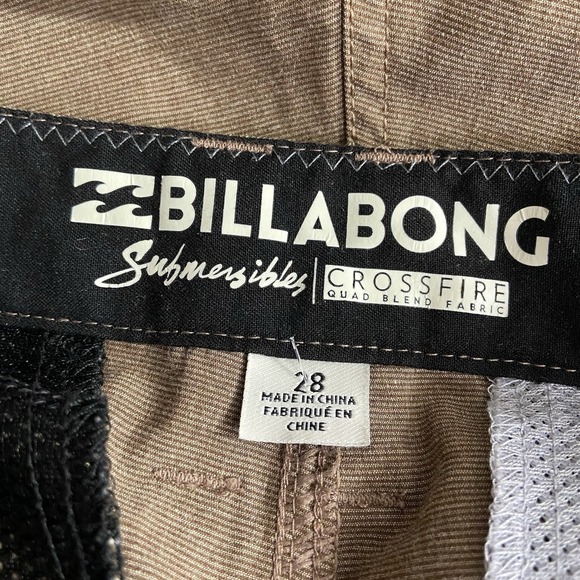 BILLABONG
Submersibles CROSSFIRE
QUAD BLEND FABRIC
28
MADE IN CHINA
FABRIQUÉ EN
CHINE